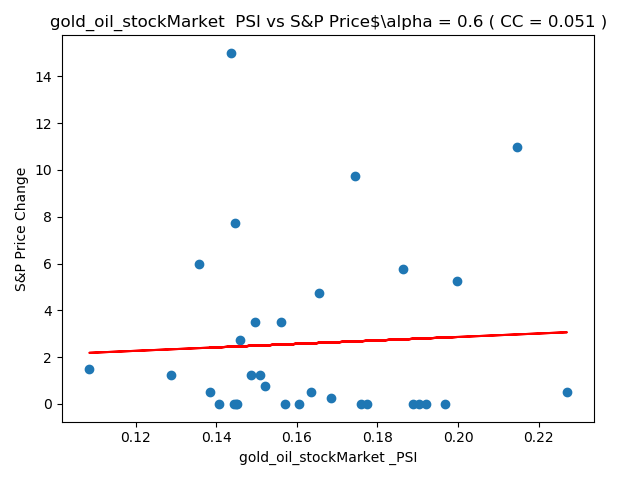 gold_oil_stockMarket  PSI vs S&P Price$\alpha = 0.6 ( CC = 0.051 )
S&P Price Change
14
12
10
8
6
4
2
0
0.12 0.14 0.16 0.18 0.20 0.22
gold_oil_stockMarket _PSI